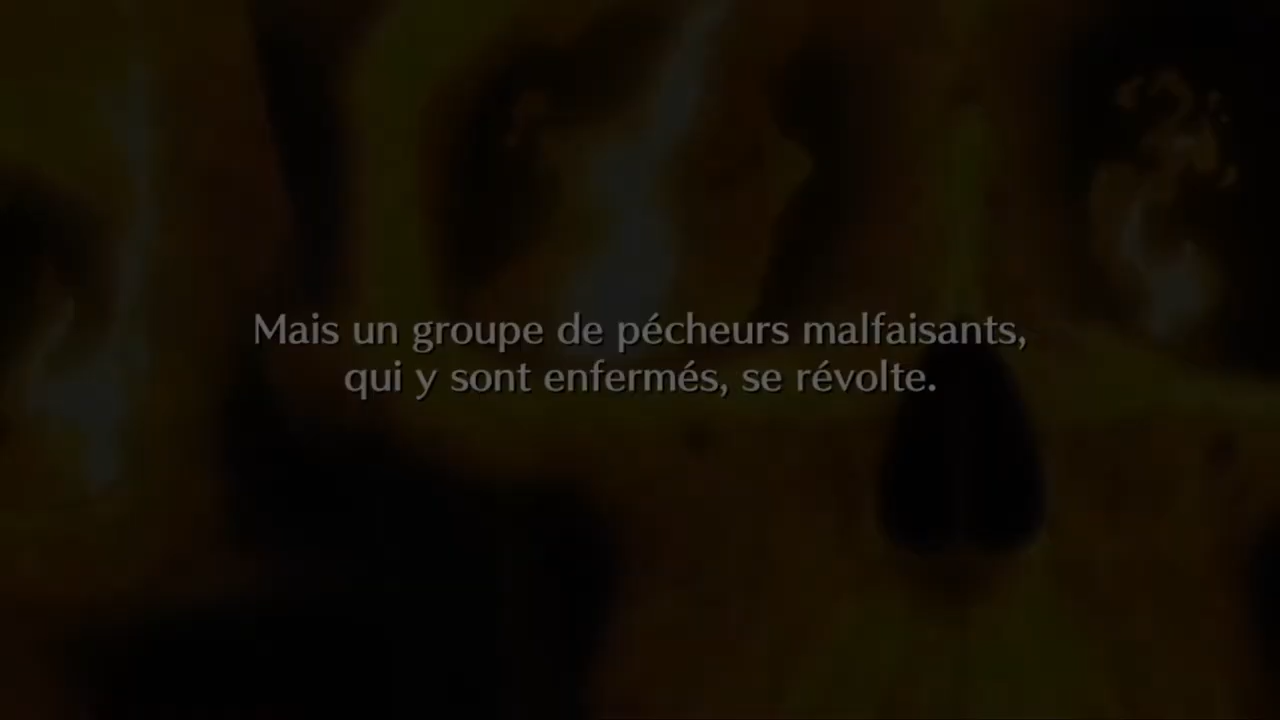 Mais un groupe de pécheurs malfaisants,
qui y sont enfermés, se révolte.